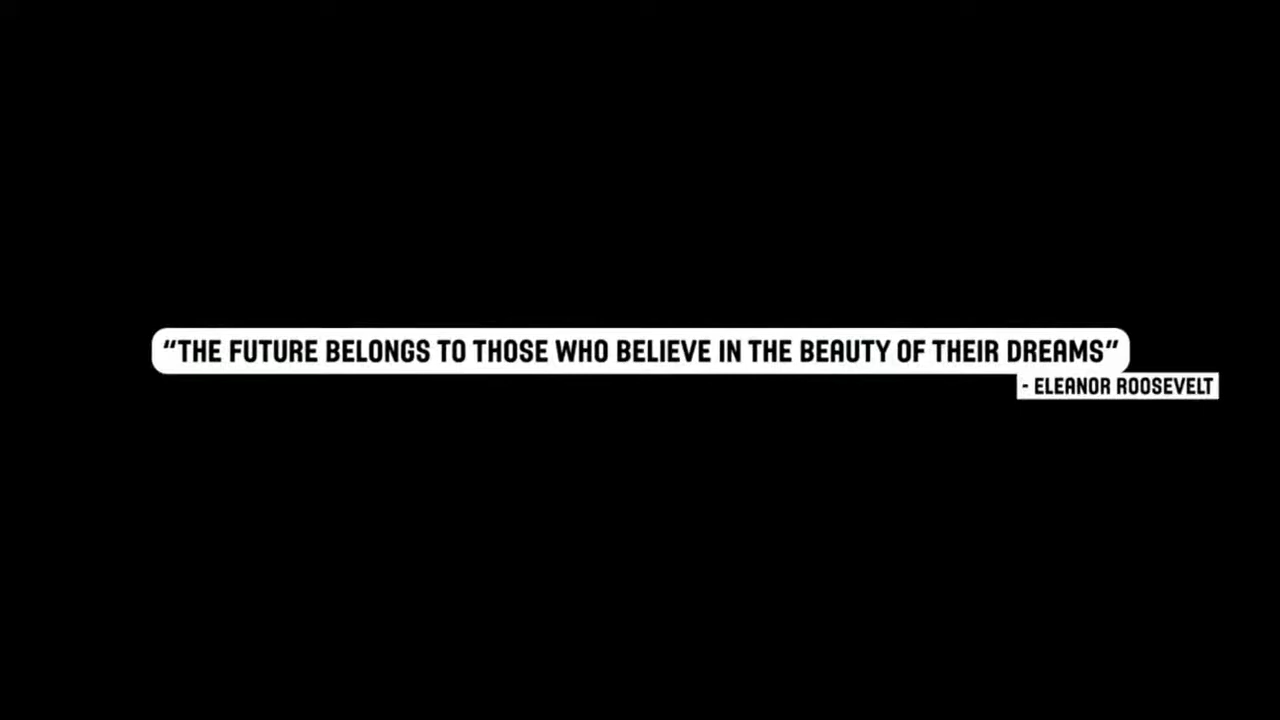 “THE FUTURE BELONGS TO THOSE WHO BELIEVE IN THE BEAUTY OF THEIR DREAMS”
- ELEANOR ROOSEVELT